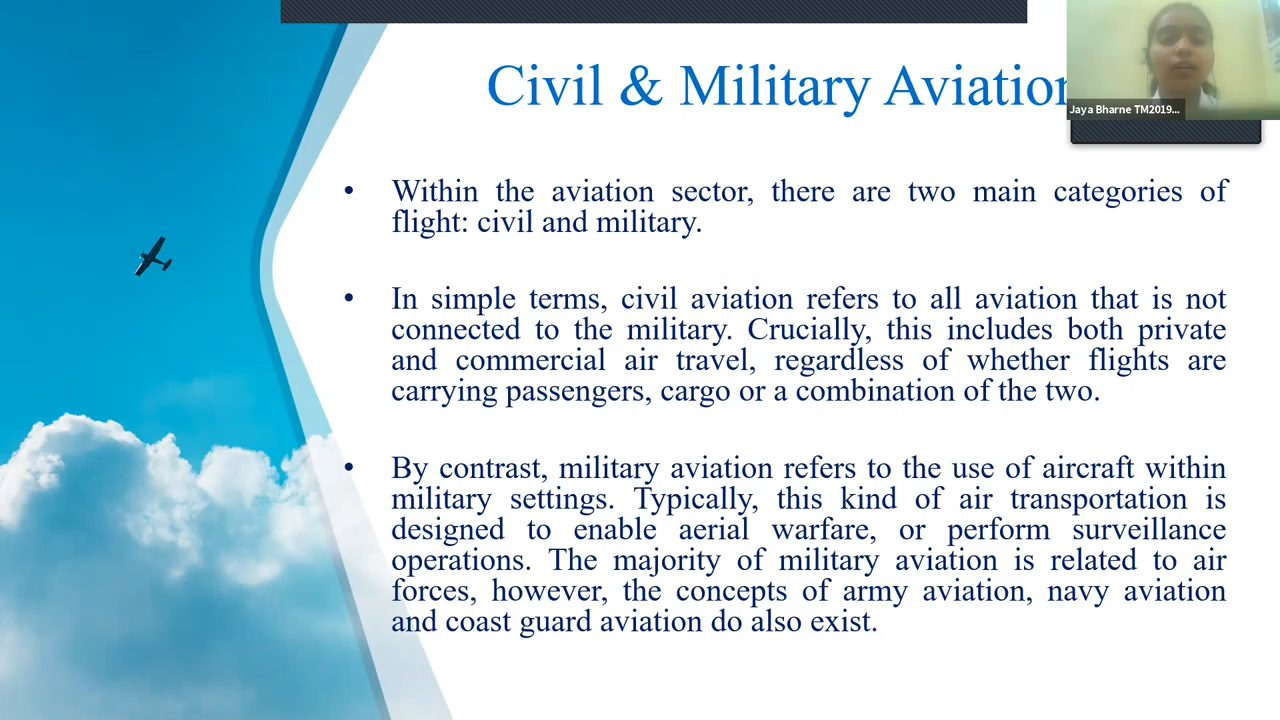 Civil & Military Aviation
Jaya Bharne TM2019...
• Within the aviation sector, there are two main categories of
flight: civil and military.
• In simple terms, civil aviation refers to all aviation that is not
connected to the military. Crucially, this includes both private
and commercial air travel, regardless of whether flights are
carrying passengers, cargo or a combination of the two.
• By contrast, military aviation refers to the use of aircraft within
military settings. Typically, this kind of air transportation is
designed to enable aerial warfare, or perform surveillance
operations. The majority of military aviation is related to air
forces, however, the concepts of army aviation, navy aviation
and coast guard aviation do also exist.